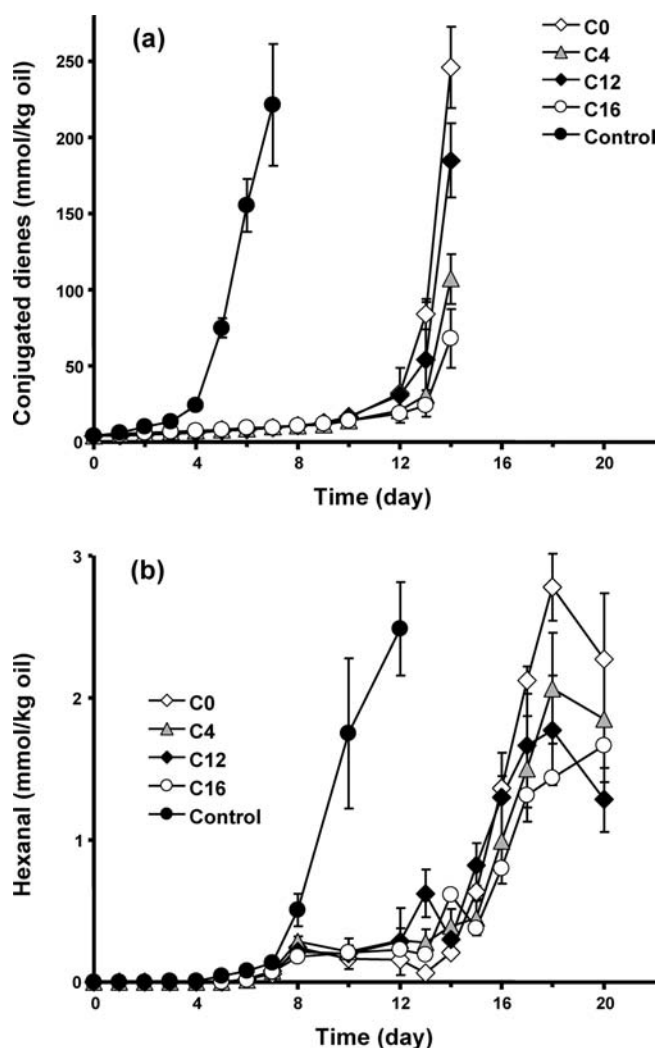 (a)
C0
C4
C12
C16
Control
250
200
150
100
50
0
Conjugated dienes (mmol/kg oil)
0 4 8 12 16 20
Time (day)
(b)
3
2
1
0
Hexanal (mmol/kg oil)
C0
C4
C12
C16
Control
0 4 8 12 16 20
Time (day)